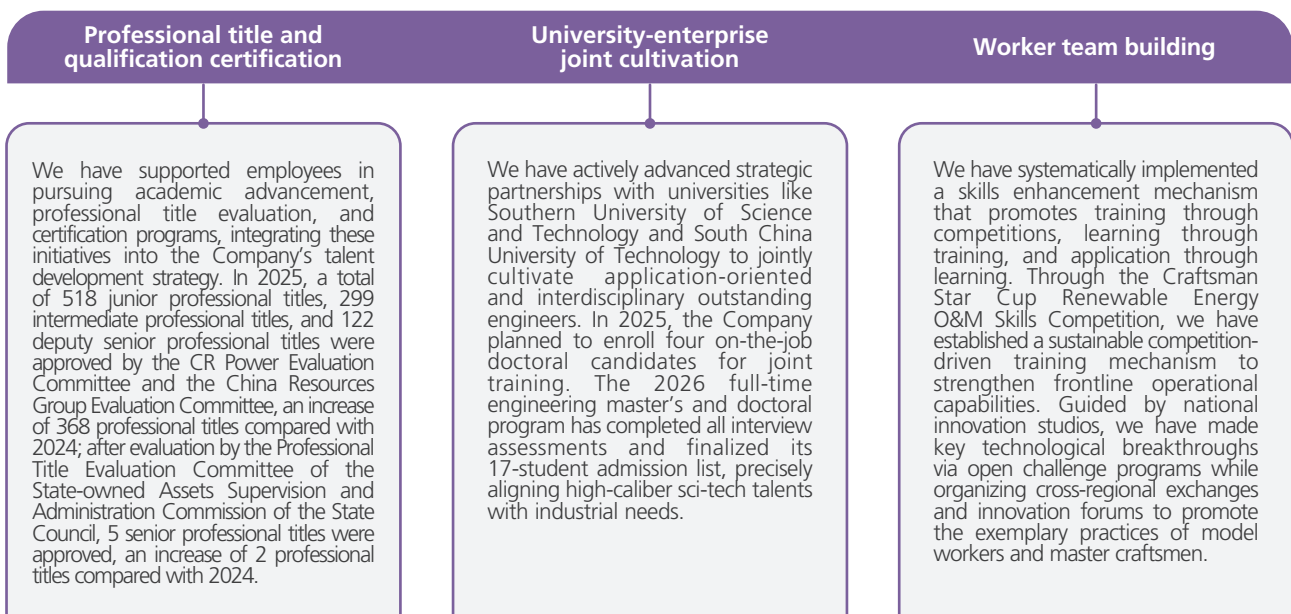 Professional title and
qualification certification
We have supported employees in
pursuing academic advancement,
professional title evaluation, and
certification programs, integrating these
initiatives into the Company's talent
development strategy. In 2025, a total
of 518 junior professional titles, 299
intermediate professional titles, and 122
deputy senior professional titles were
approved by the CR Power Evaluation
Committee and the China Resources
Group Evaluation Committee, an increase
of 368 professional titles compared with
2024; after evaluation by the Professional
Title Evaluation Committee of the
State-owned Assets Supervision and
Administration Commission of the State
Council, 5 senior professional titles were
approved, an increase of 2 professional
titles compared with 2024.
University-enterprise
joint cultivation
We have actively advanced strategic
partnerships with universities like
Southern University of Science
and Technology and South China
University of Technology to jointly
cultivate application-oriented
and interdisciplinary outstanding
engineers. In 2025, the Company
planned to enroll four on-the-job
doctoral candidates for joint
training. The 2026 full-time
engineering master's and doctoral
program has completed all interview
assessments and finalized its
17-student admission list, precisely
aligning high-caliber sci-tech talents
with industrial needs.
Worker team building
We have systematically implemented
a skills enhancement mechanism
that promotes training through
competitions, learning through
training, and application through
learning. Through the Craftsman
Star Cup Renewable Energy
O&M Skills Competition, we have
established a sustainable competition-
driven training mechanism to
strengthen frontline operational
capabilities. Guided by national
innovation studios, we have made
key technological breakthroughs
via open challenge programs while
organizing cross-regional exchanges
and innovation forums to promote
the exemplary practices of model
workers and master craftsmen.